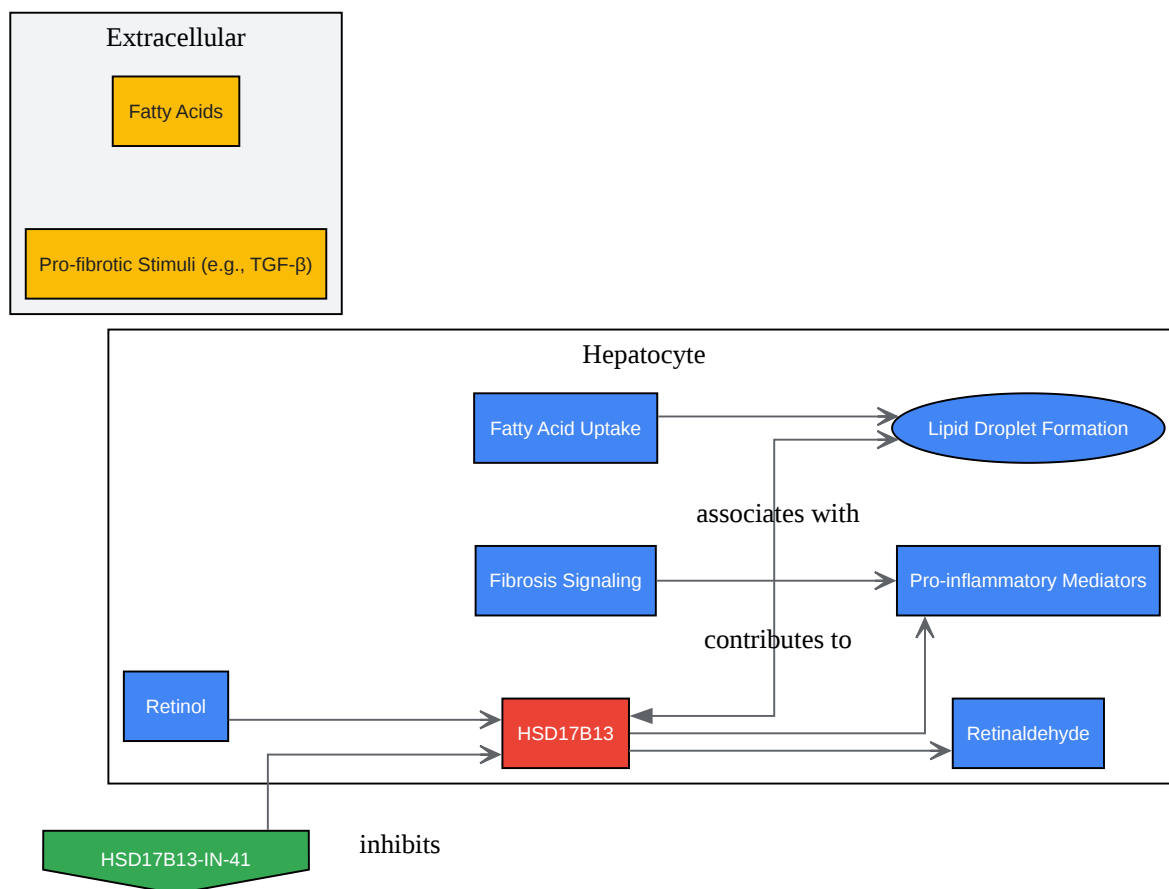 Extracellular
Fatty Acids
Pro-fibrotic Stimuli (e.g., TGF-β)
Hepatocyte
Fatty Acid Uptake
Lipid Droplet Formation
associates with
Fibrosis Signaling
Pro-inflammatory Mediators
contributes to
Retinol
HSD17B13
Retinaldehyde
HSD17B13-IN-41
inhibits